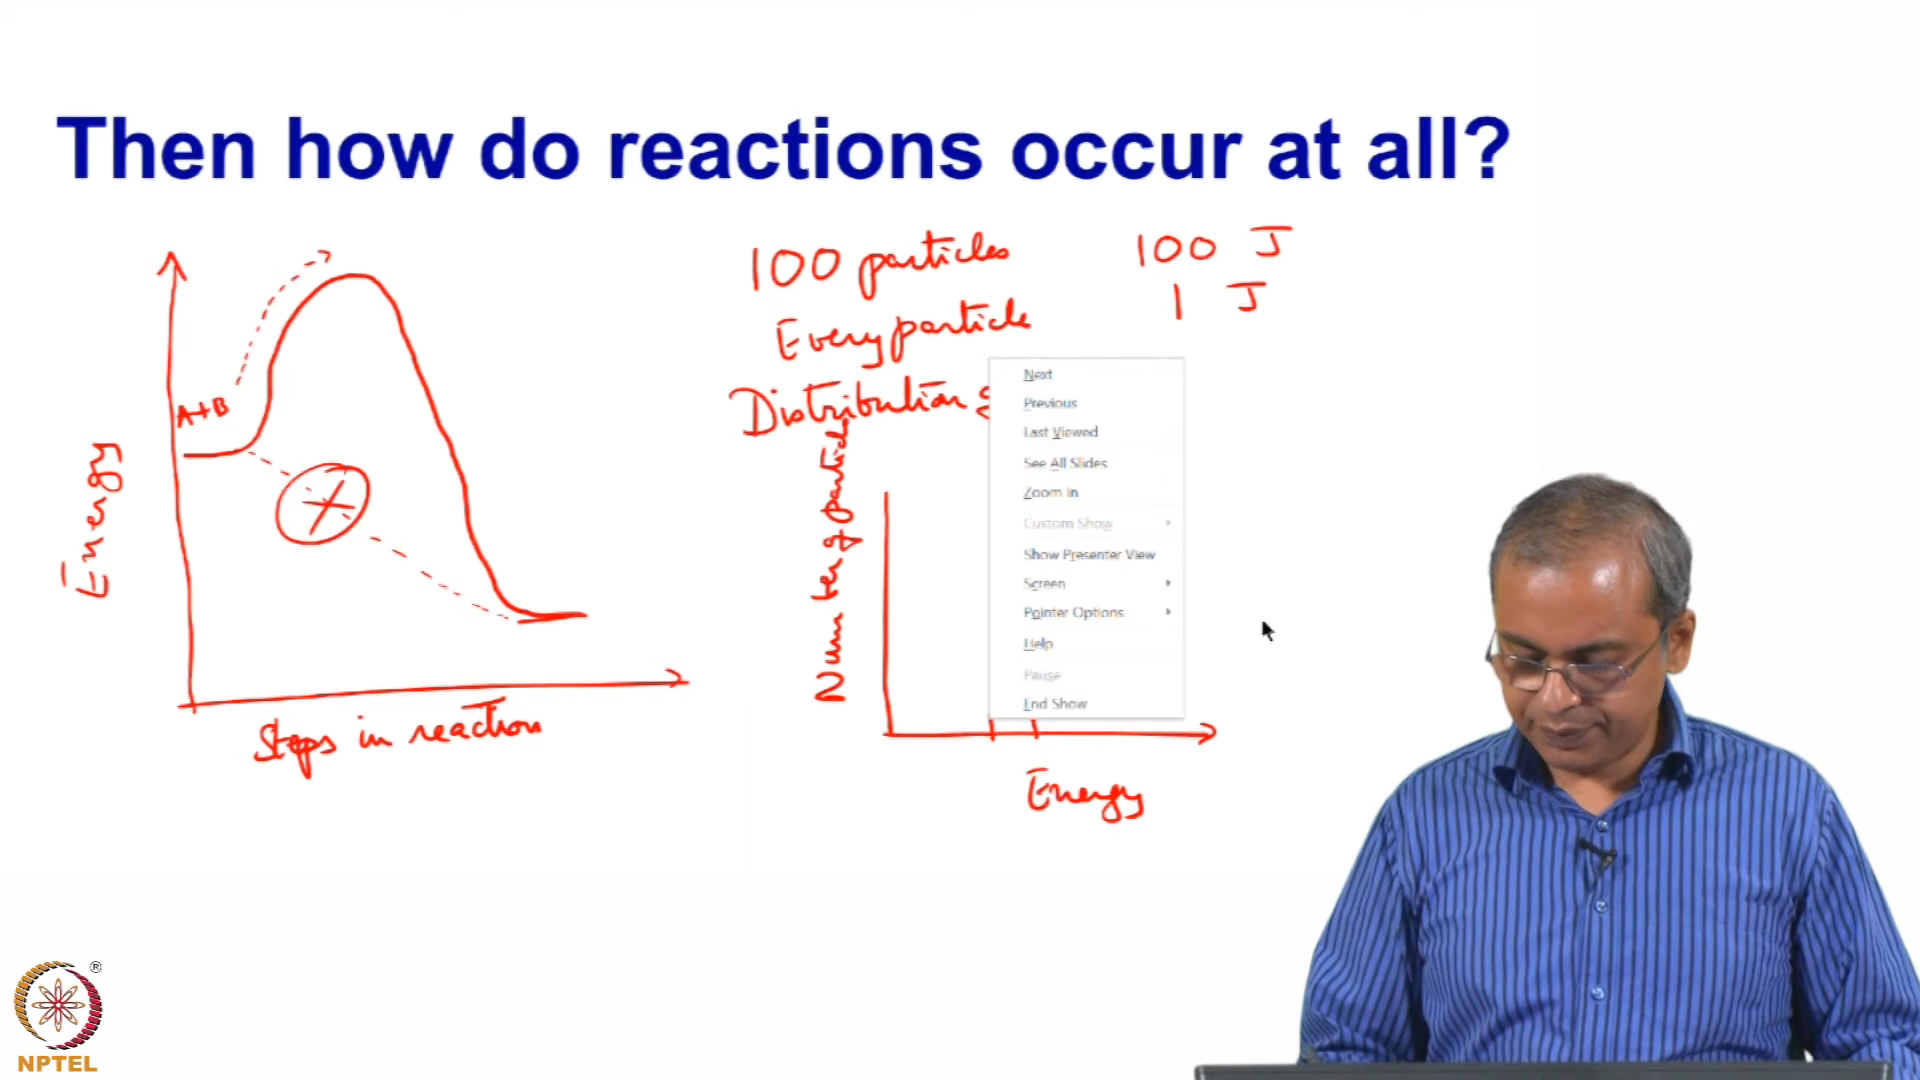 Then how do reactions occur at all?
100 particles 100 J
Every particle 1 J
Distribution
A+B
Energy
Steps in reaction
Number of particles
Energy
Next
Previous
Last Viewed
See All Slides
Zoom In
Custom Show
Show Presenter View
Screen
Pointer Options
Help
Pause
End Show
®
NPTEL